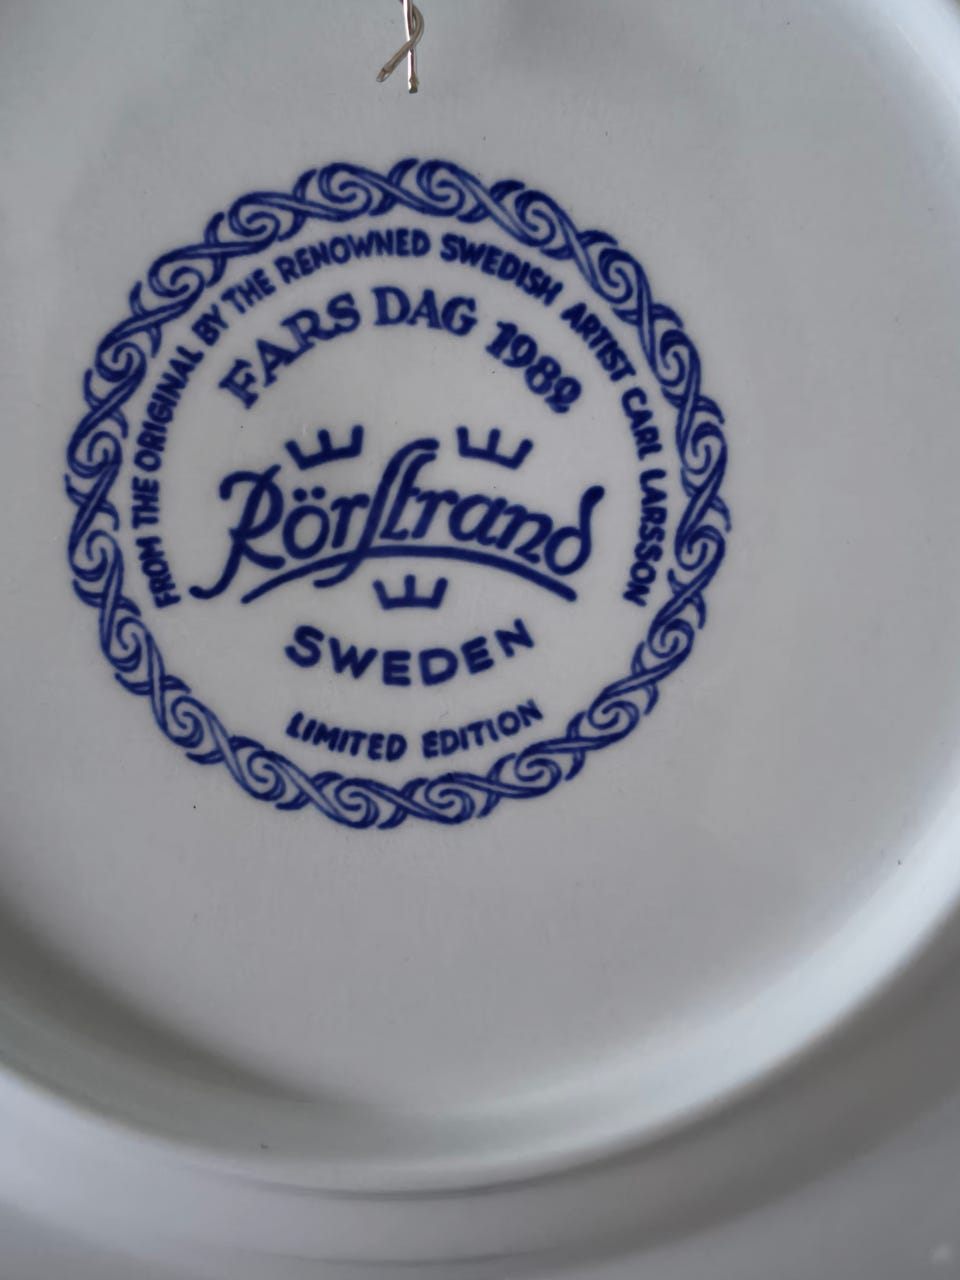 FROM THE ORIGINAL BY THE RENOWNED SWEDISH ARTIST CARL LARSSON
FARS DAG 1982
Rörstrand
SWEDEN
LIMITED EDITION